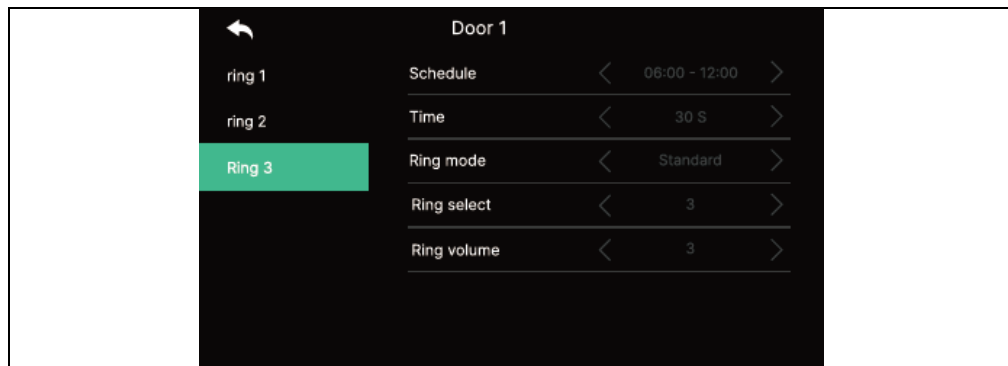 Door 1
ring 1
ring 2
Ring 3
Schedule 06:00 - 12:00
Time 30 S
Ring mode Standard
Ring select 3
Ring volume 3